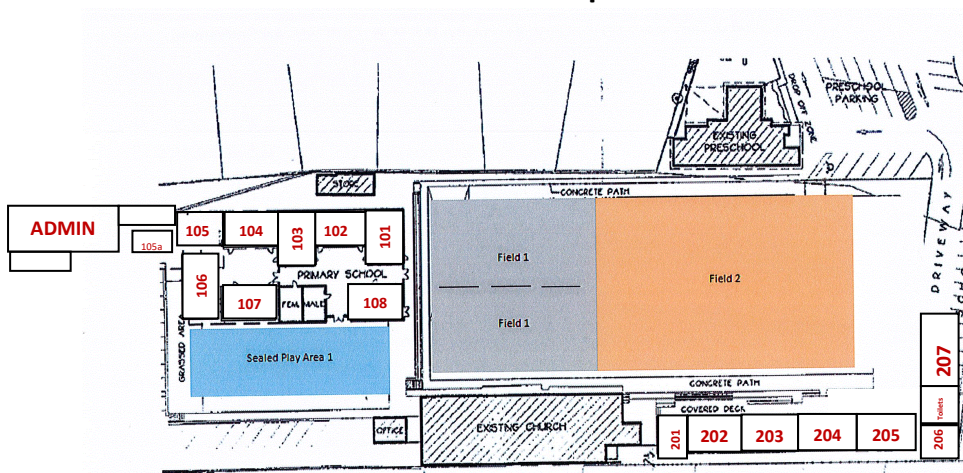 PRESCHOOL
PARKING
DROP OFF ZONE
EXISTING
PRESCHOOL
STORE
CONCRETE PATH
DRIVEWAY
ADMIN
105
104
103
102
101
105a
PRIMARY SCHOOL
106
107
FEM.
MALE
108
Field 1
Field 2
Field 1
GRASSED AREA
Sealed Play Area 1
207
CONCRETE PATH
COVERED DECK
Toilets
OFFICE
EXISTING CHURCH
201
202
203
204
205
206